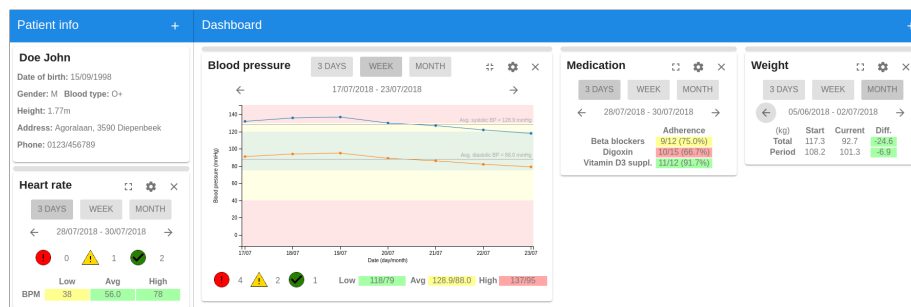 Patient info +
Dashboard +
Doe John
Date of birth: 15/09/1998
Gender: M Blood type: O+
Height: 1.77m
Address: Agoralaan, 3590 Diepenbeek
Phone: 0123/456789
Heart rate
3 DAYS WEEK MONTH
28/07/2018 - 30/07/2018
0 1 2
Low Avg High
BPM 38 56.0 78
Blood pressure 3 DAYS WEEK MONTH
17/07/2018 - 23/07/2018
Blood pressure (mmHg)
140
120
100
80
60
40
20
0
Avg. systolic BP = 128.9 mmHg
Avg. diastolic BP = 88.0 mmHg
17/07 18/07 19/07 20/07 21/07 22/07 23/07
Date (day/month)
4 2 1 Low 118/79 Avg 128.9/88.0 High 137/95
Medication
3 DAYS WEEK MONTH
28/07/2018 - 30/07/2018
Adherence
Beta blockers 9/12 (75.0%)
Digoxin 10/15 (66.7%)
Vitamin D3 suppl. 11/12 (91.7%)
Weight
3 DAYS WEEK MONTH
05/06/2018 - 02/07/2018
(kg) Start Current Diff.
Total 117.3 92.7 -24.6
Period 108.2 101.3 -6.9